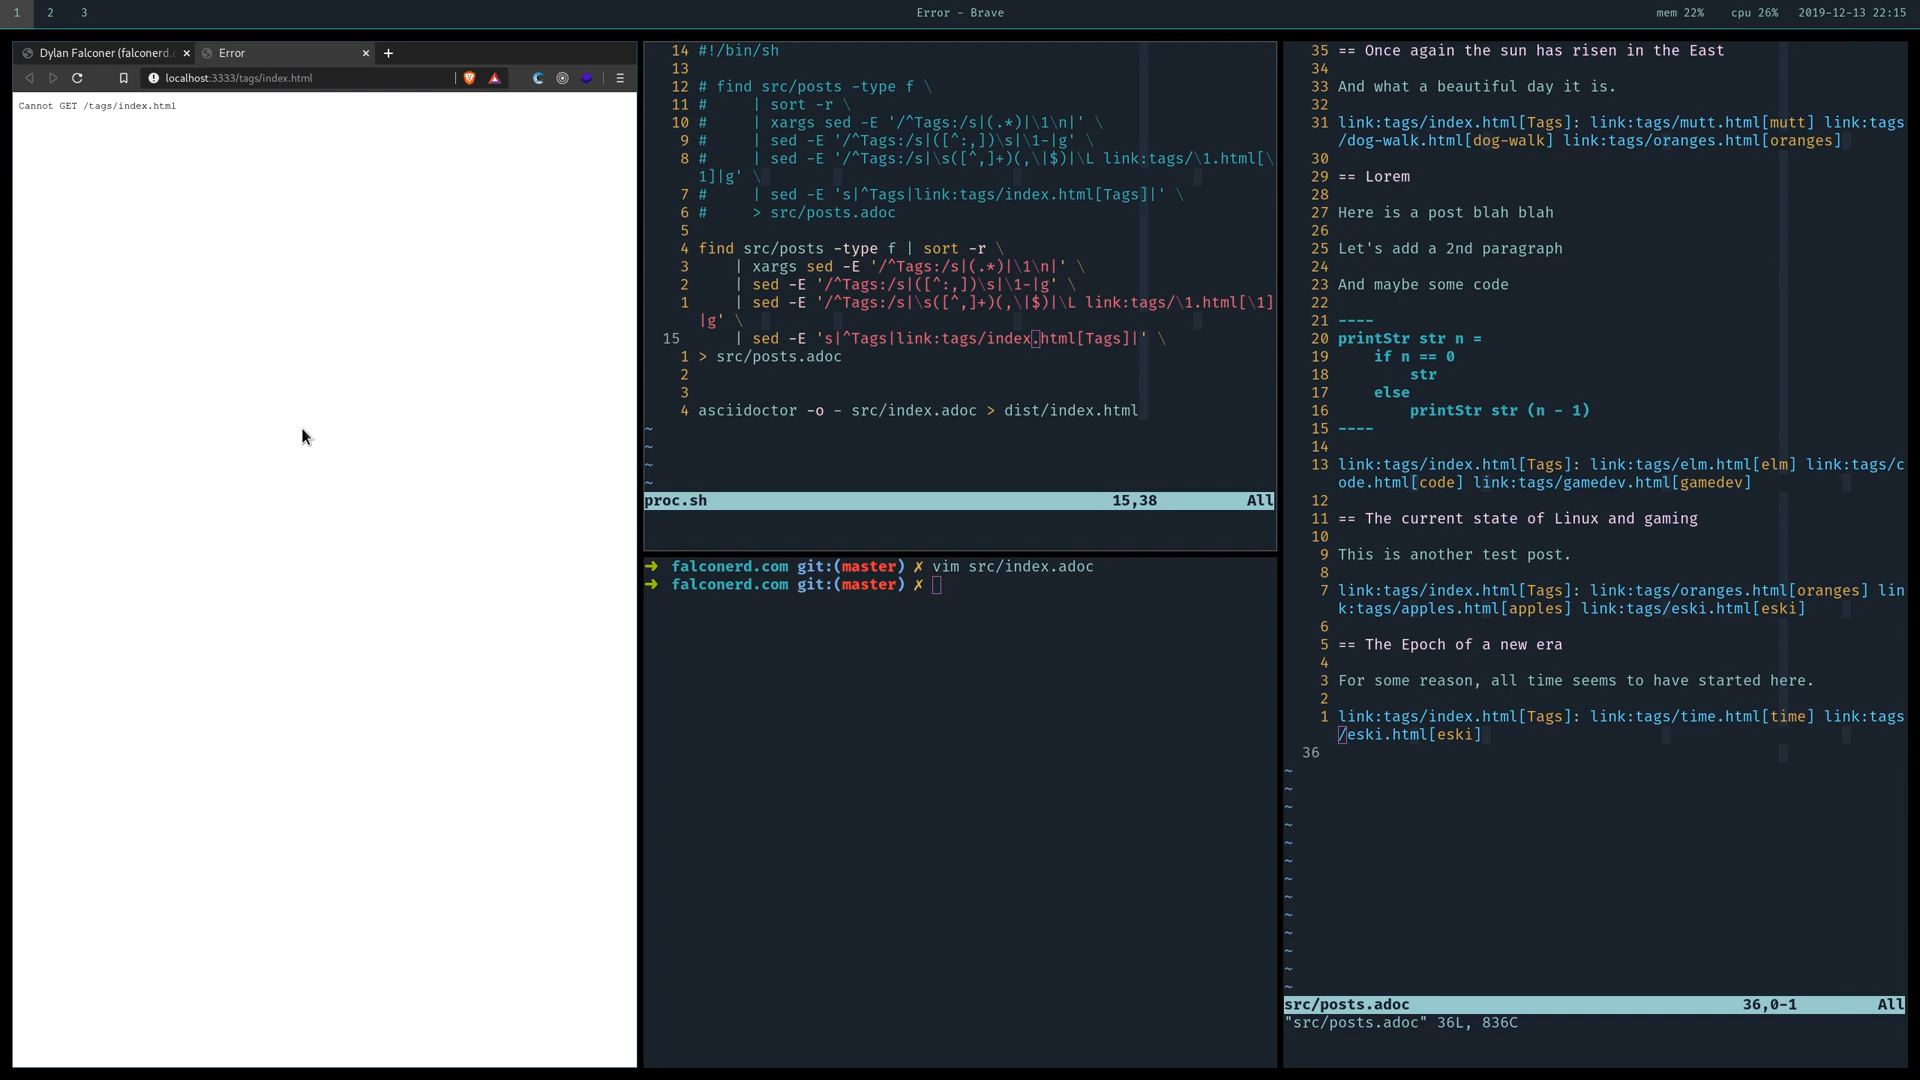 1 2 3 Error - Brave mem 22% cpu 26% 2019-12-13 22:15
Dylan Falconer (falconerd. × Error × +
localhost:3333/tags/index.html
Cannot GET /tags/index.html
14 #!/bin/sh
13
12 # find src/posts -type f \
11 #     | sort -r \
10 #     | xargs sed -E '/^Tags:/s|(.*)|\1\n|' \
9 #     | sed -E '/^Tags:/s|([^:,])\s|\1-|g' \
8 #     | sed -E '/^Tags:/s|\s([^,]+)(,\|$)|\L link:tags/\1.html[\
1]|g' \
7 #     | sed -E 's|^Tags|link:tags/index.html[Tags]|' \
6 #     > src/posts.adoc
5
4 find src/posts -type f | sort -r \
3     | xargs sed -E '/^Tags:/s|(.*)|\1\n|' \
2     | sed -E '/^Tags:/s|([^:,])\s|\1-|g' \
1     | sed -E '/^Tags:/s|\s([^,]+)(,\|$)|\L link:tags/\1.html[\1]
|g' \
15     | sed -E 's|^Tags|link:tags/index.html[Tags]|' \
1 > src/posts.adoc
2
3
4 asciidoctor -o - src/index.adoc > dist/index.html
~
~
~
~
proc.sh 15,38 All
➜ falconerd.com git:(master) ✗ vim src/index.adoc
➜ falconerd.com git:(master) ✗
35 == Once again the sun has risen in the East
34
33 And what a beautiful day it is.
32
31 link:tags/index.html[Tags]: link:tags/mutt.html[mutt] link:tags
/dog-walk.html[dog-walk] link:tags/oranges.html[oranges]
30
29 == Lorem
28
27 Here is a post blah blah
26
25 Let's add a 2nd paragraph
24
23 And maybe some code
22
21 ----
20 printStr str n =
19     if n == 0
18         str
17     else
16         printStr str (n - 1)
15 ----
14
13 link:tags/index.html[Tags]: link:tags/elm.html[elm] link:tags/c
ode.html[code] link:tags/gamedev.html[gamedev]
12
11 == The current state of Linux and gaming
10
9 This is another test post.
8
7 link:tags/index.html[Tags]: link:tags/oranges.html[oranges] lin
k:tags/apples.html[apples] link:tags/eski.html[eski]
6
5 == The Epoch of a new era
4
3 For some reason, all time seems to have started here.
2
1 link:tags/index.html[Tags]: link:tags/time.html[time] link:tags
/eski.html[eski]
36
~
~
~
~
~
~
~
~
~
~
~
~
~
src/posts.adoc 36,0-1 All
"src/posts.adoc" 36L, 836C